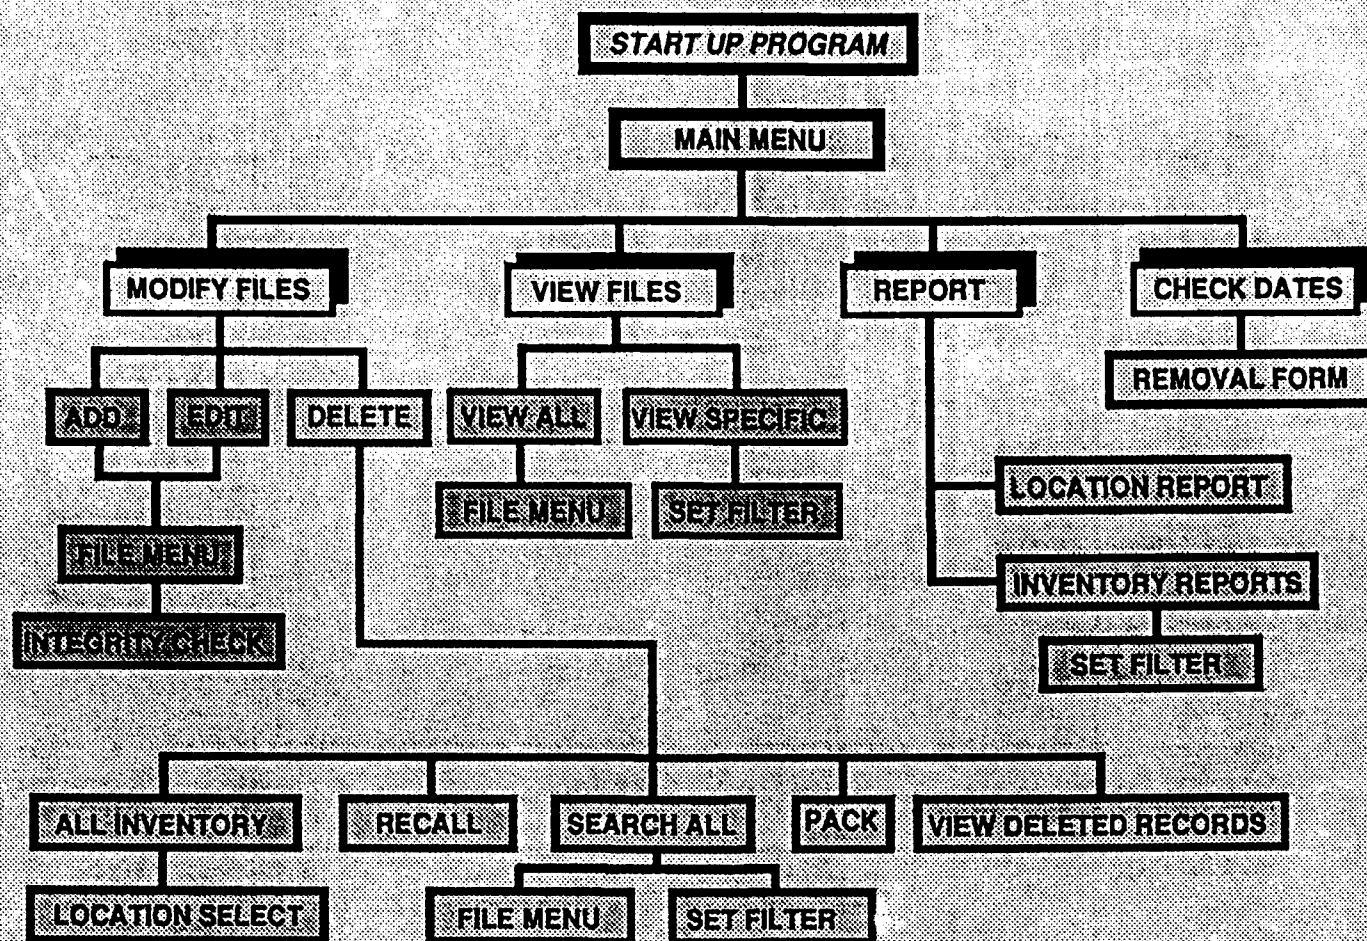 START UP PROGRAM
MAIN MENU
MODIFY FILES
VIEW FILES
REPORT
CHECK DATES
REMOVAL FORM
ADD
EDIT
DELETE
VIEW ALL
VIEW SPECIFIC
FILE MENU
SET FILTER
LOCATION REPORT
FILE MENU
INVENTORY REPORTS
INTEGRITY CHECK
SET FILTER
ALL INVENTORY
RECALL
SEARCH ALL
PACK
VIEW DELETED RECORDS
LOCATION SELECT
FILE MENU
SET FILTER